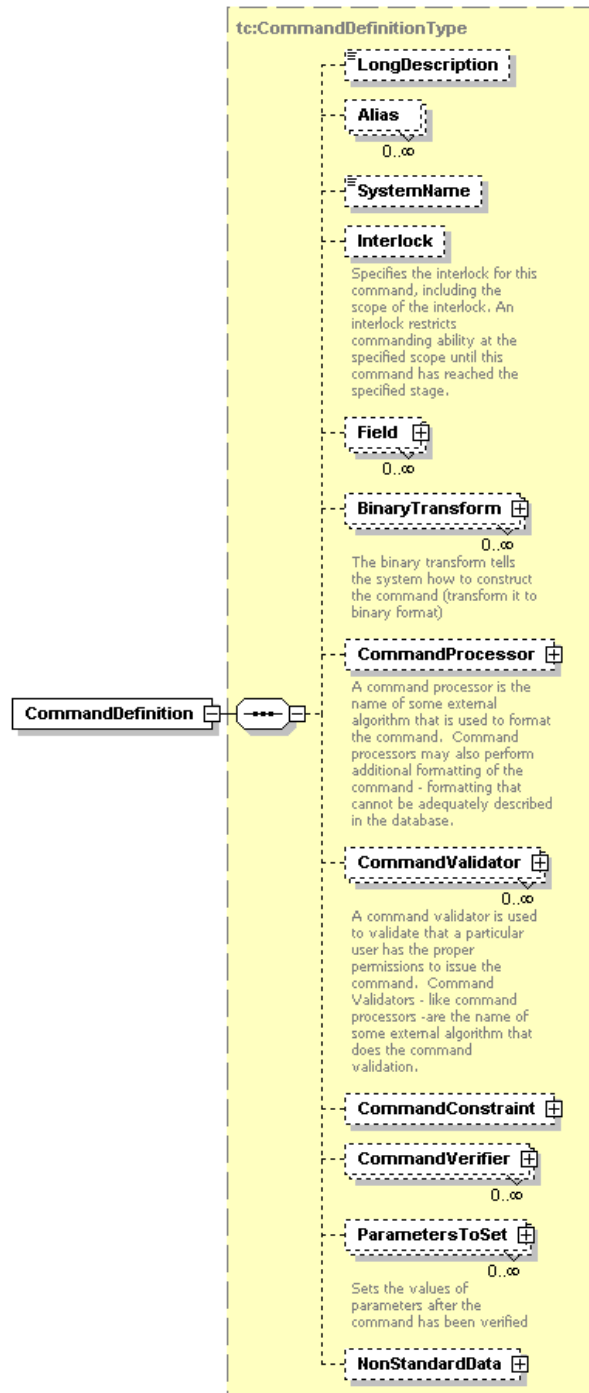 tc:CommandDefinitionType
LongDescription
Alias
0..∞
SystemName
Interlock
Specifies the interlock for this
command, including the
scope of the interlock. An
interlock restricts
commanding ability at the
specified scope until this
command has reached the
specified stage.
Field
0..∞
BinaryTransform
0..∞
The binary transform tells
the system how to construct
the command (transform it to
binary format)
CommandProcessor
CommandDefinition
A command processor is the
name of some external
algorithm that is used to format
the command. Command
processors may also perform
additional formatting of the
command - formatting that
cannot be adequately described
in the database.
CommandValidator
0..∞
A command validator is used
to validate that a particular
user has the proper
permissions to issue the
command. Command
Validators - like command
processors -are the name of
some external algorithm that
does the command
validation.
CommandConstraint
CommandVerifier
0..∞
ParametersToSet
0..∞
Sets the values of
parameters after the
command has been verified
NonStandardData